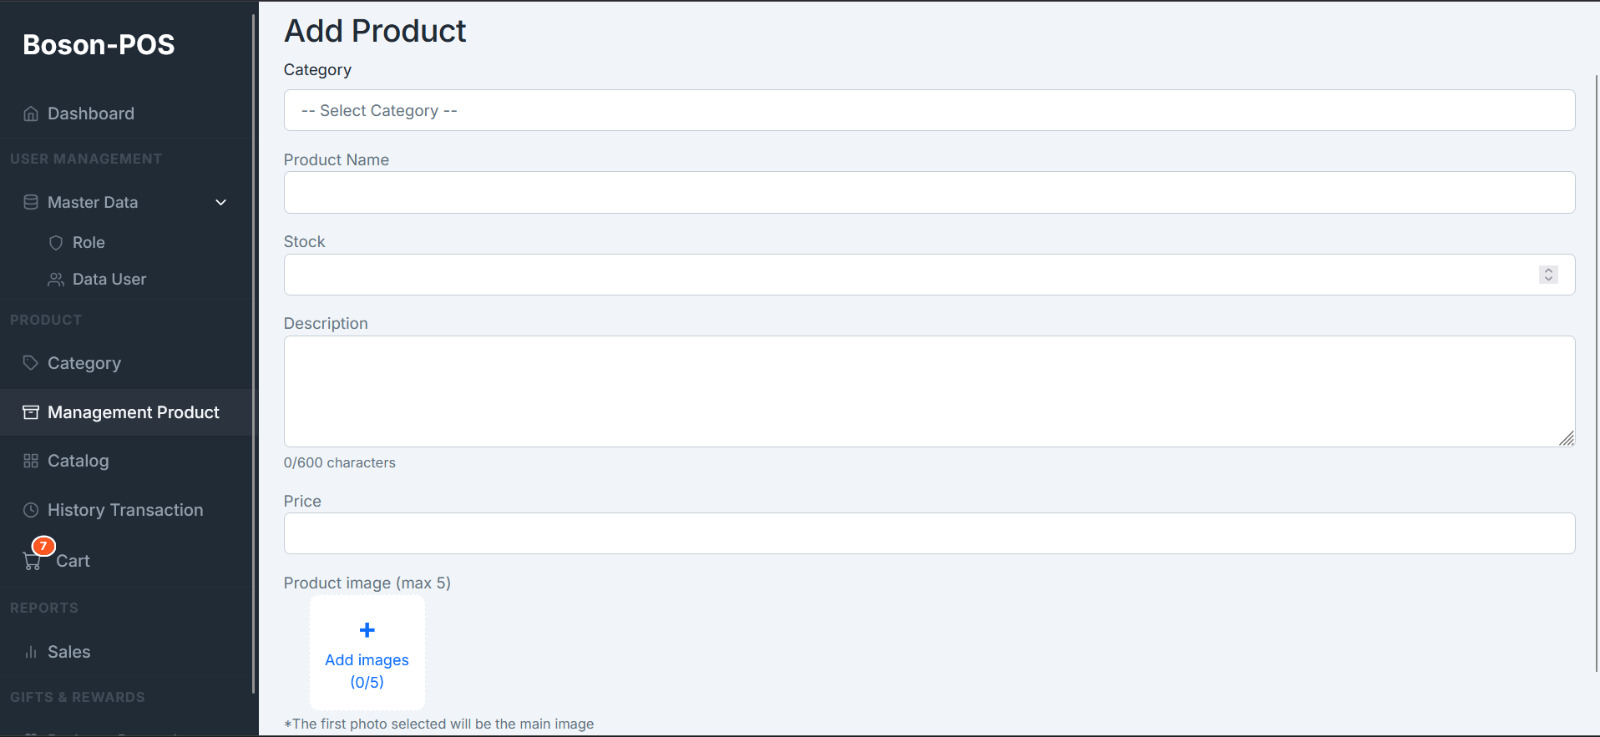 Boson-POS
Dashboard
USER MANAGEMENT
Master Data
Role
Data User
PRODUCT
Category
Management Product
Catalog
History Transaction
7
Cart
REPORTS
Sales
GIFTS & REWARDS
Add Product
Category
-- Select Category --
Product Name
Stock
Description
0/600 characters
Price
Product image (max 5)
+
Add images
(0/5)
*The first photo selected will be the main image